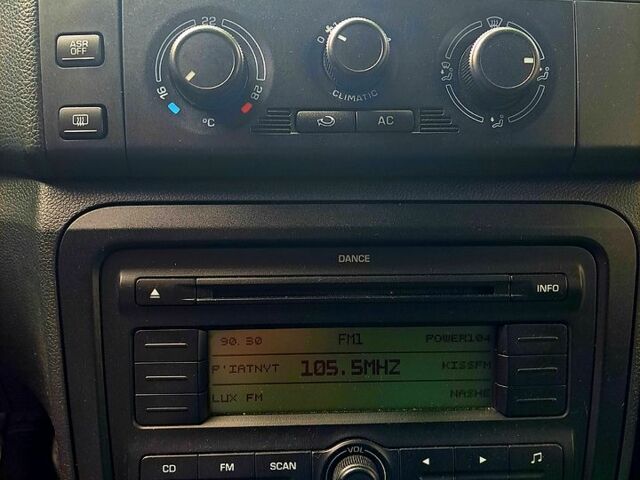 ASR OFF
22
16
28
°C
0
CLIMATIC
AC
DANCE
INFO
90.30 FM1 POWER104
P'IATNYT 105.5MHZ KISSFM
LUX FM NASHE
VOL
CD FM SCAN